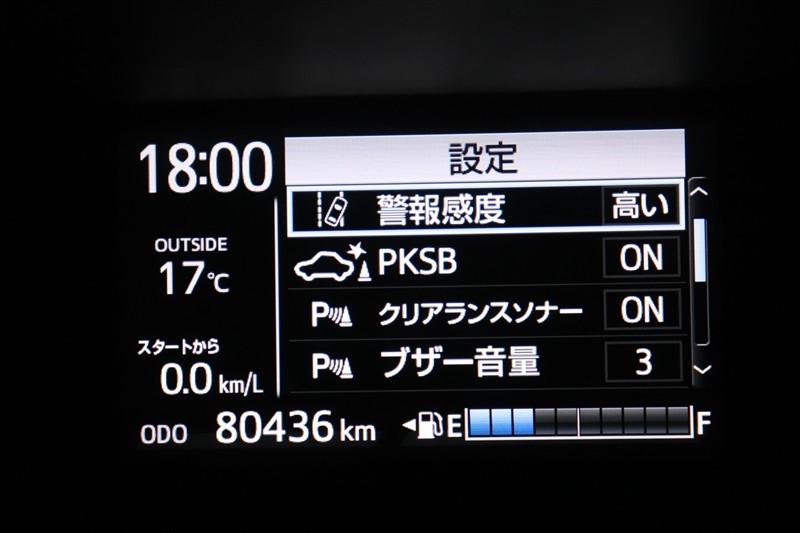 18:00
OUTSIDE
17℃
スタートから
0.0 km/L
設定
警報感度 高い
PKSB ON
P クリアランスソナー ON
P ブザー音量 3
ODO 80436 km
E F